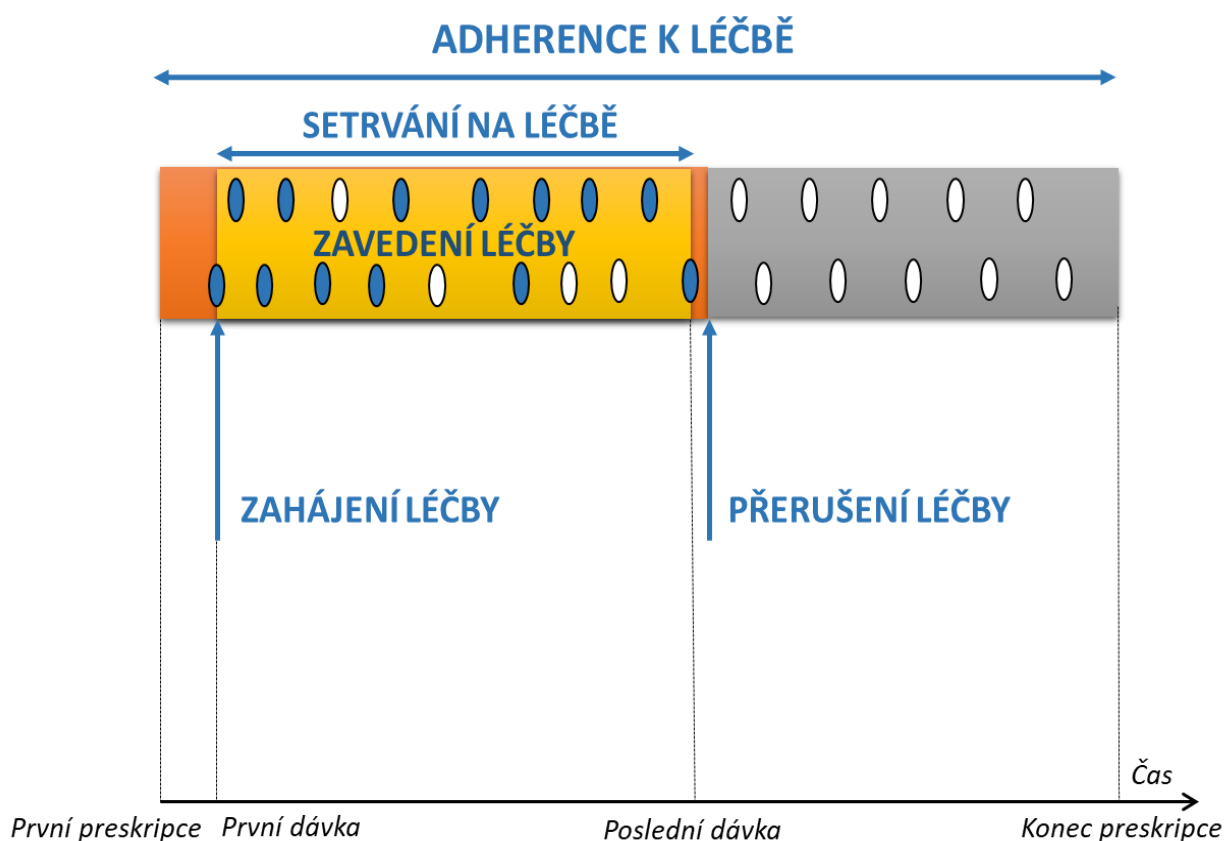 ADHERENCE K LÉČBĚ
SETRVÁNÍ NA LÉČBĚ
ZAVEDENÍ LÉČBY
ZAHÁJENÍ LÉČBY
PŘERUŠENÍ LÉČBY
Čas
První preskripce
První dávka
Poslední dávka
Konec preskripce